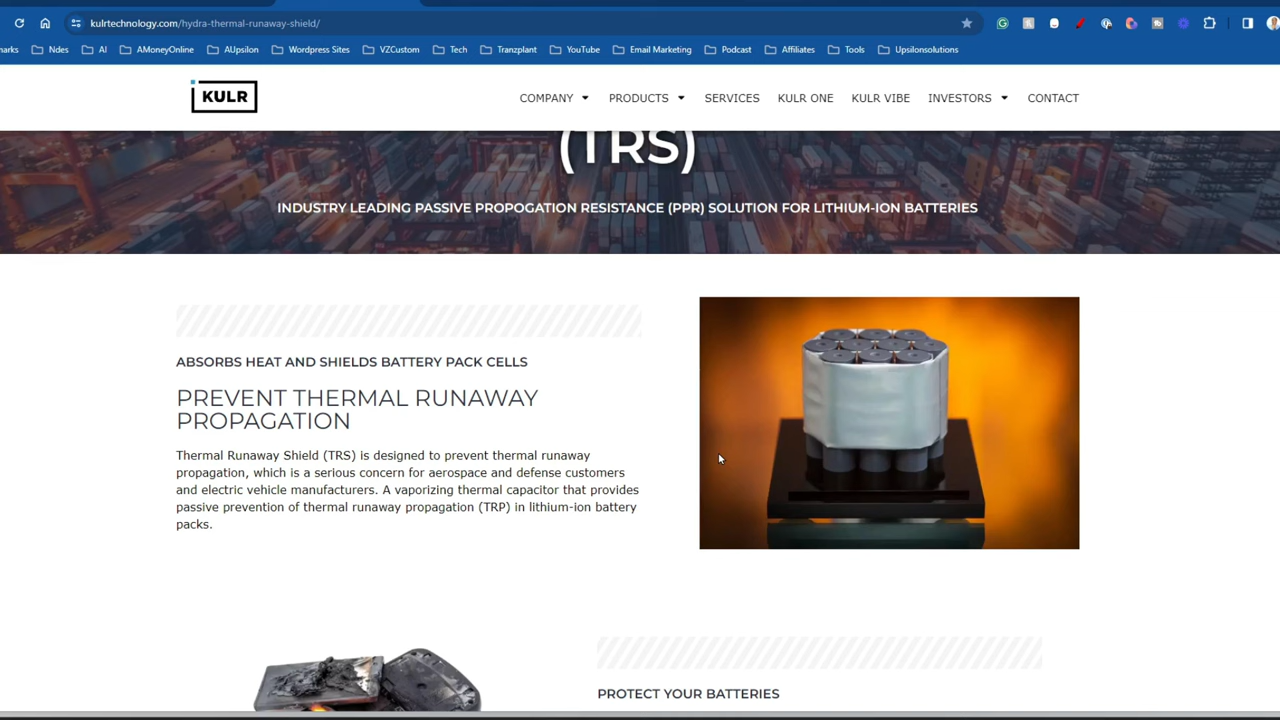 kulrtechnology.com/hydra-thermal-runaway-shield/
marks Ndes AI AMoneyOnline AUpsilon Wordpress Sites VZCustom Tech Tranzplant YouTube Email Marketing Podcast Affiliates Tools Upsilonsolutions
KULR COMPANY PRODUCTS SERVICES KULR ONE KULR VIBE INVESTORS CONTACT
(TRS)
INDUSTRY LEADING PASSIVE PROPOGATION RESISTANCE (PPR) SOLUTION FOR LITHIUM-ION BATTERIES
ABSORBS HEAT AND SHIELDS BATTERY PACK CELLS
PREVENT THERMAL RUNAWAY
PROPAGATION
Thermal Runaway Shield (TRS) is designed to prevent thermal runaway
propagation, which is a serious concern for aerospace and defense customers
and electric vehicle manufacturers. A vaporizing thermal capacitor that provides
passive prevention of thermal runaway propagation (TRP) in lithium-ion battery
packs.
PROTECT YOUR BATTERIES